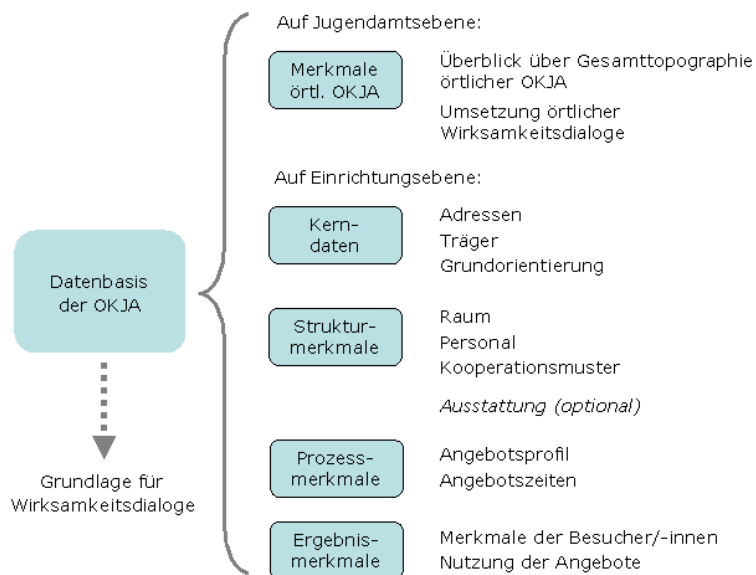 Auf Jugendamtsebene:
Merkmale
örtl. OKJA
Überblick über Gesamttopographie
örtlicher OKJA
Umsetzung örtlicher
Wirksamkeitsdialoge
Auf Einrichtungsebene:
Kern-
daten
Adressen
Träger
Grundorientierung
Datenbasis
der OKJA
Struktur-
merkmale
Raum
Personal
Kooperationsmuster
Ausstattung (optional)
Prozess-
merkmale
Angebotsprofil
Angebotszeiten
Grundlage für
Wirksamkeitsdialoge
Ergebnis-
merkmale
Merkmale der Besucher/-innen
Nutzung der Angebote